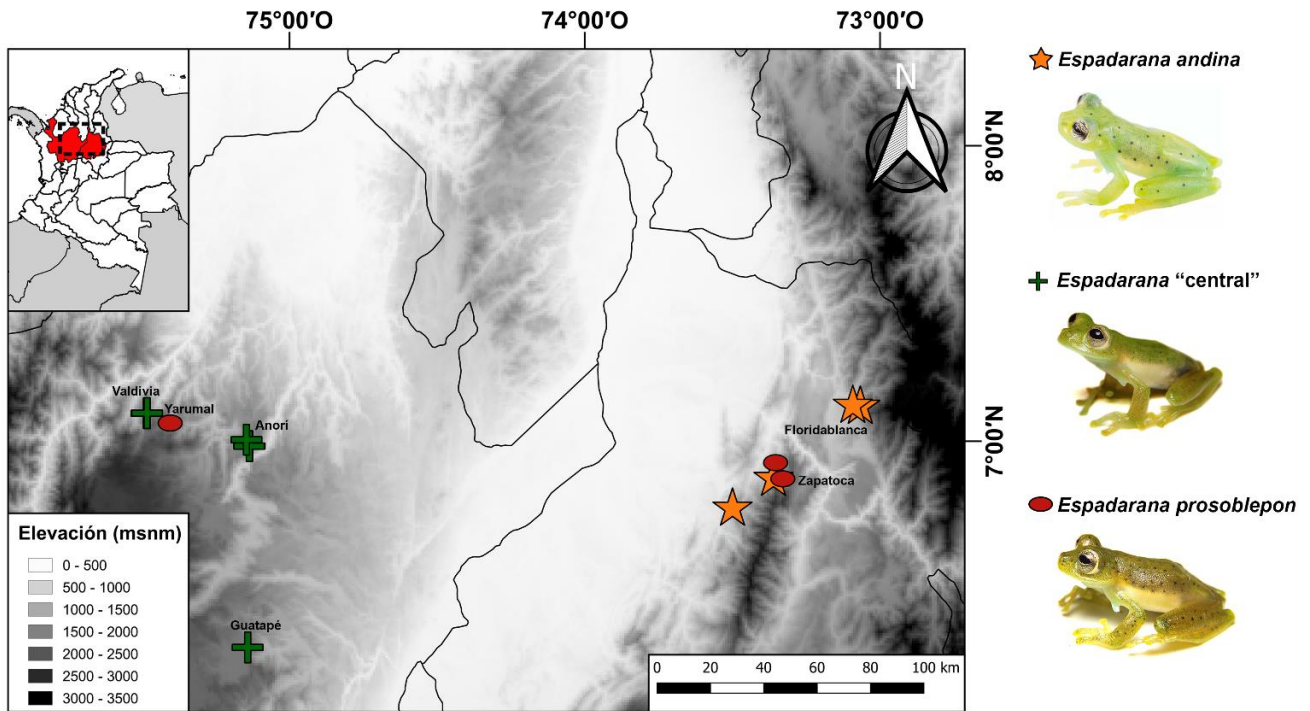 75°00′O 74°00′O 73°00′O
N
8°00′N
7°00′N
Valdivia
Yarumal
Anori
Floridablanca
Zapatoca
Guatapé
Elevación (msnm)
0 - 500
500 - 1000
1000 - 1500
1500 - 2000
2000 - 2500
2500 - 3000
3000 - 3500
0 20 40 60 80 100 km
Espadarana andina
Espadarana “central”
Espadarana prosoblepon